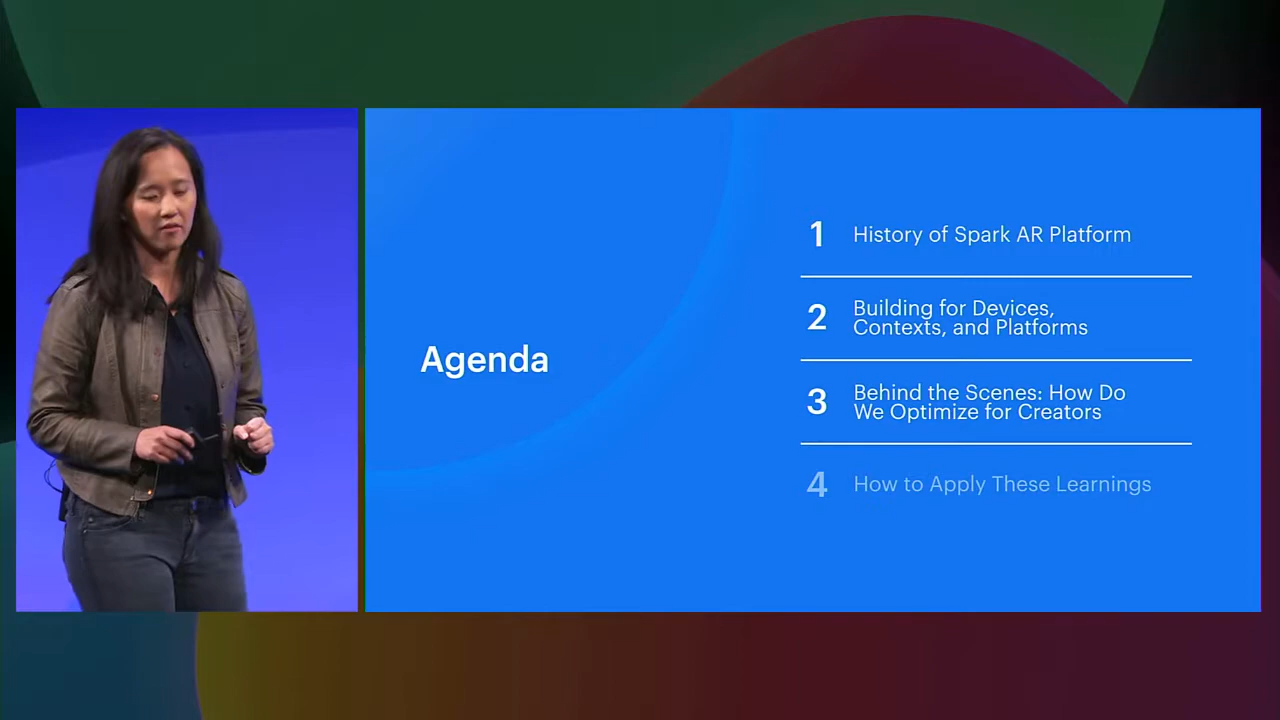 Agenda
1 History of Spark AR Platform
2 Building for Devices,
Contexts, and Platforms
3 Behind the Scenes: How Do
We Optimize for Creators
4 How to Apply These Learnings